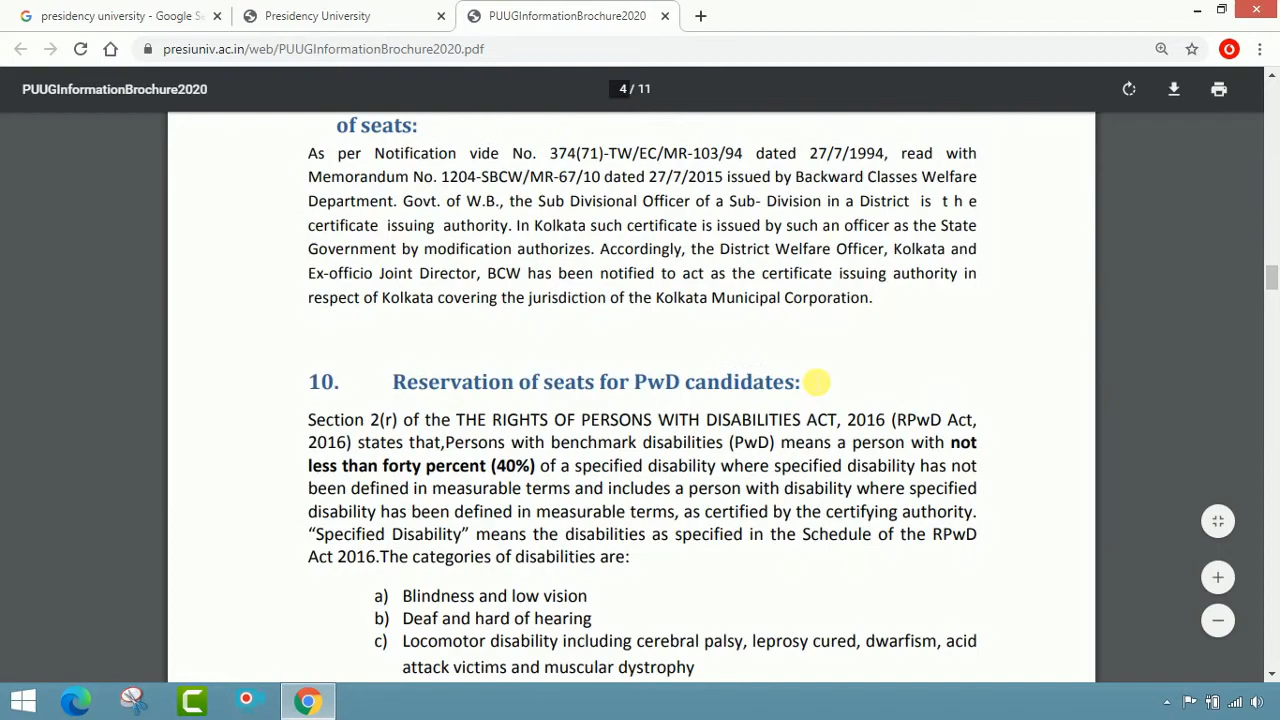 presidency university - Google Se
Presidency University
PUUGInformationBrochure2020
presiuniv.ac.in/web/PUUGInformationBrochure2020.pdf
PUUGInformationBrochure2020
4 / 11
of seats:
As per Notification vide No. 374(71)-TW/EC/MR-103/94 dated 27/7/1994, read with
Memorandum No. 1204-SBCW/MR-67/10 dated 27/7/2015 issued by Backward Classes Welfare
Department. Govt. of W.B., the Sub Divisional Officer of a Sub- Division in a District is t h e
certificate issuing authority. In Kolkata such certificate is issued by such an officer as the State
Government by modification authorizes. Accordingly, the District Welfare Officer, Kolkata and
Ex-officio Joint Director, BCW has been notified to act as the certificate issuing authority in
respect of Kolkata covering the jurisdiction of the Kolkata Municipal Corporation.
10. Reservation of seats for PwD candidates:
Section 2(r) of the THE RIGHTS OF PERSONS WITH DISABILITIES ACT, 2016 (RPwD Act,
2016) states that,Persons with benchmark disabilities (PwD) means a person with not
less than forty percent (40%) of a specified disability where specified disability has not
been defined in measurable terms and includes a person with disability where specified
disability has been defined in measurable terms, as certified by the certifying authority.
“Specified Disability” means the disabilities as specified in the Schedule of the RPwD
Act 2016.The categories of disabilities are:
a) Blindness and low vision
b) Deaf and hard of hearing
c) Locomotor disability including cerebral palsy, leprosy cured, dwarfism, acid
attack victims and muscular dystrophy